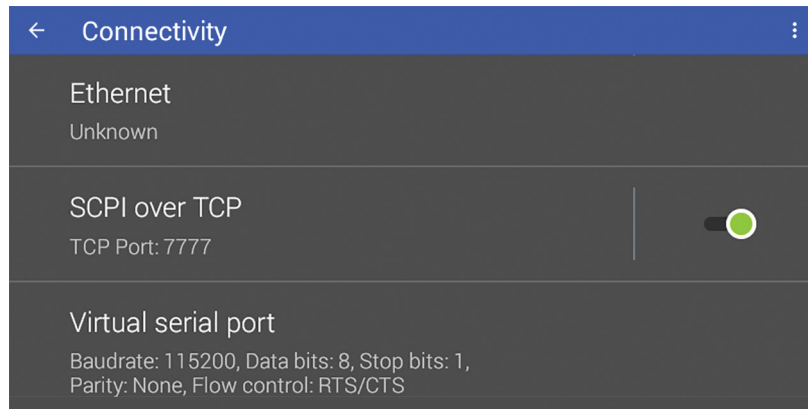 Connectivity
Ethernet
Unknown
SCPI over TCP
TCP Port: 7777
Virtual serial port
Baudrate: 115200, Data bits: 8, Stop bits: 1,
Parity: None, Flow control: RTS/CTS